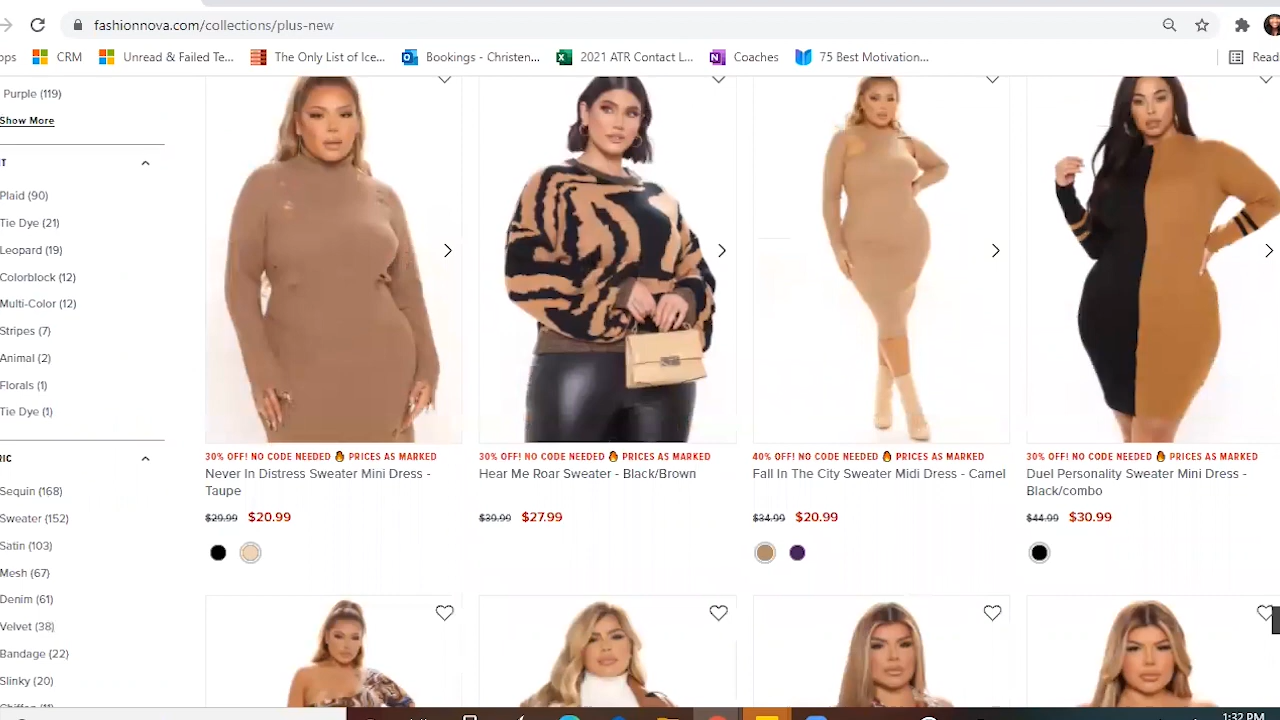 fashionnova.com/collections/plus-new
ops CRM Unread & Failed Te... The Only List of Ice... Bookings - Christen... 2021 ATR Contact L... Coaches 75 Best Motivation... Read
Purple (119)
Show More
T
Plaid (90)
Tie Dye (21)
Leopard (19)
Colorblock (12)
Multi-Color (12)
Stripes (7)
Animal (2)
Florals (1)
Tie Dye (1)
RIC
Sequin (168)
Sweater (152)
Satin (103)
Mesh (67)
Denim (61)
Velvet (38)
Bandage (22)
Slinky (20)
30% OFF! NO CODE NEEDED 🔥 PRICES AS MARKED
Never In Distress Sweater Mini Dress -
Taupe
$29.99 $20.99
30% OFF! NO CODE NEEDED 🔥 PRICES AS MARKED
Hear Me Roar Sweater - Black/Brown
$39.99 $27.99
40% OFF! NO CODE NEEDED 🔥 PRICES AS MARKED
Fall In The City Sweater Midi Dress - Camel
$34.99 $20.99
30% OFF! NO CODE NEEDED 🔥 PRICES AS MARKED
Duel Personality Sweater Mini Dress -
Black/combo
$44.99 $30.99
1:32 PM